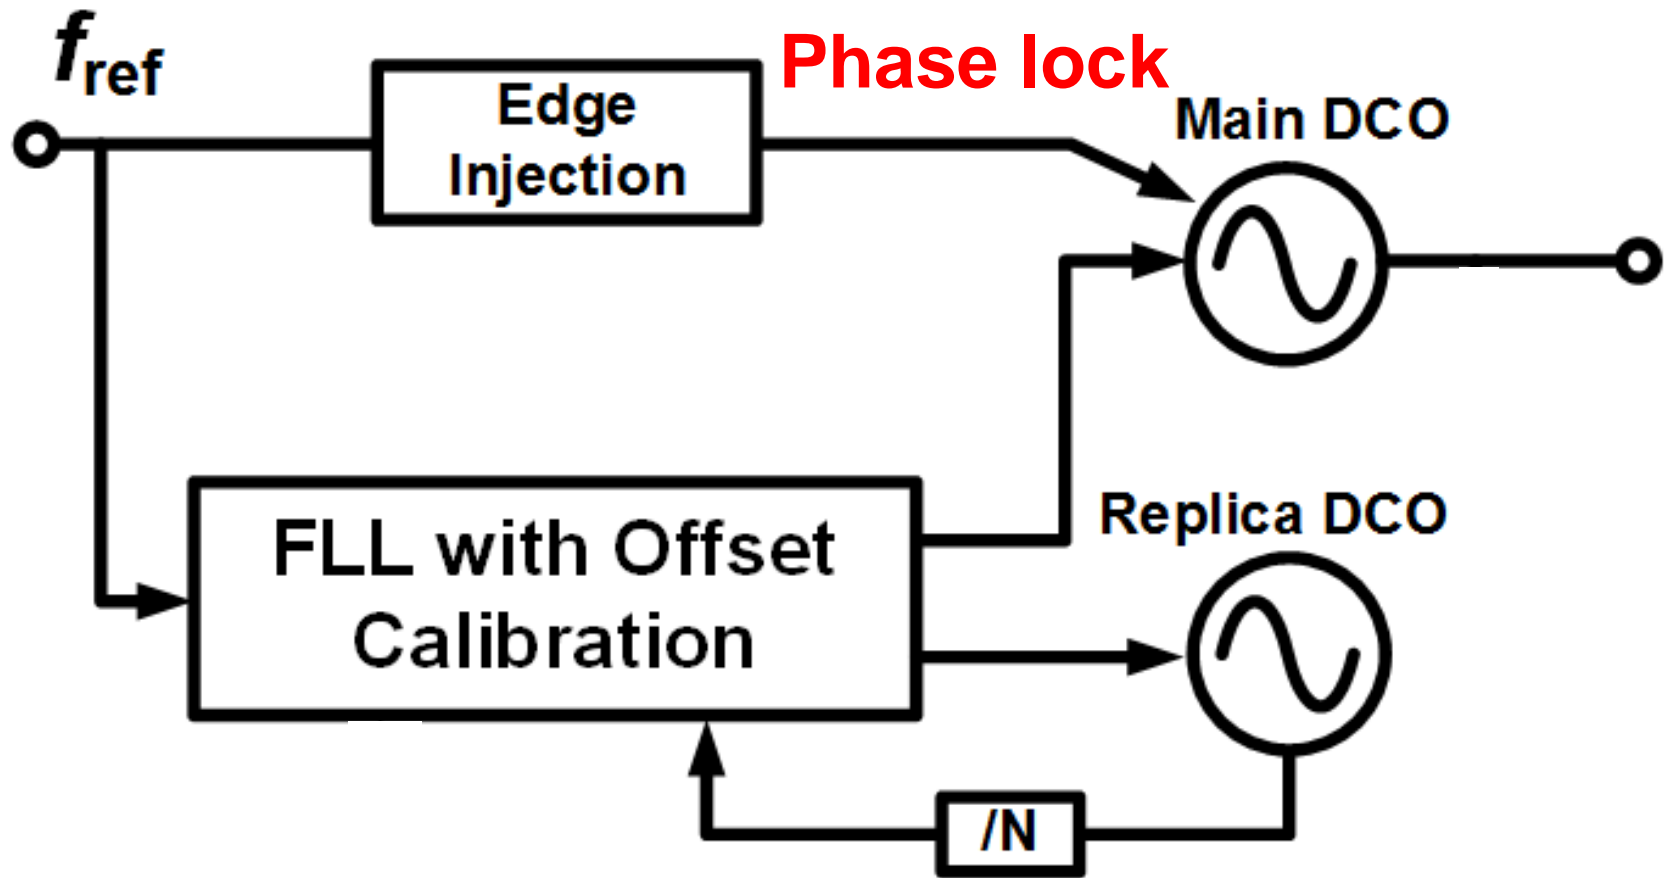 fref
Phase lock
Edge
Injection
Main DCO
FLL with Offset
Calibration
Replica DCO
/N